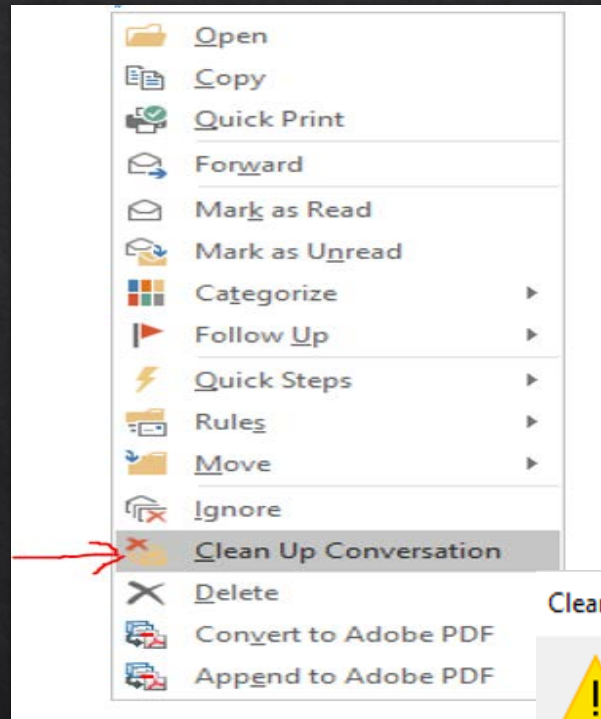 Open
Copy
Quick Print
Forward
Mark as Read
Mark as Unread
Categorize
Follow Up
Quick Steps
Rules
Move
Ignore
Clean Up Conversation
Delete
Convert to Adobe PDF
Append to Adobe PDF